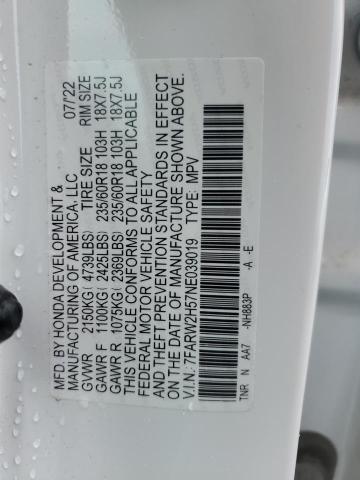 MFD. BY HONDA DEVELOPMENT & 07/'22
MANUFACTURING OF AMERICA, LLC
TIRE SIZE RIM SIZE
GVWR 2150KG( 4739LBS)
GAWR F 1100KG( 2425LBS) 235/60R18 103H 18X7.5J
GAWR R 1075KG( 2369LBS) 235/60R18 103H 18X7.5J
THIS VEHICLE CONFORMS TO ALL APPLICABLE
FEDERAL MOTOR VEHICLE SAFETY
AND THEFT PREVENTION STANDARDS IN EFFECT
ON THE DATE OF MANUFACTURE SHOWN ABOVE.
V.I.N.: 7FARW2H57NE039019 TYPE: MPV
TNR N AA7 -NH883P -A -E